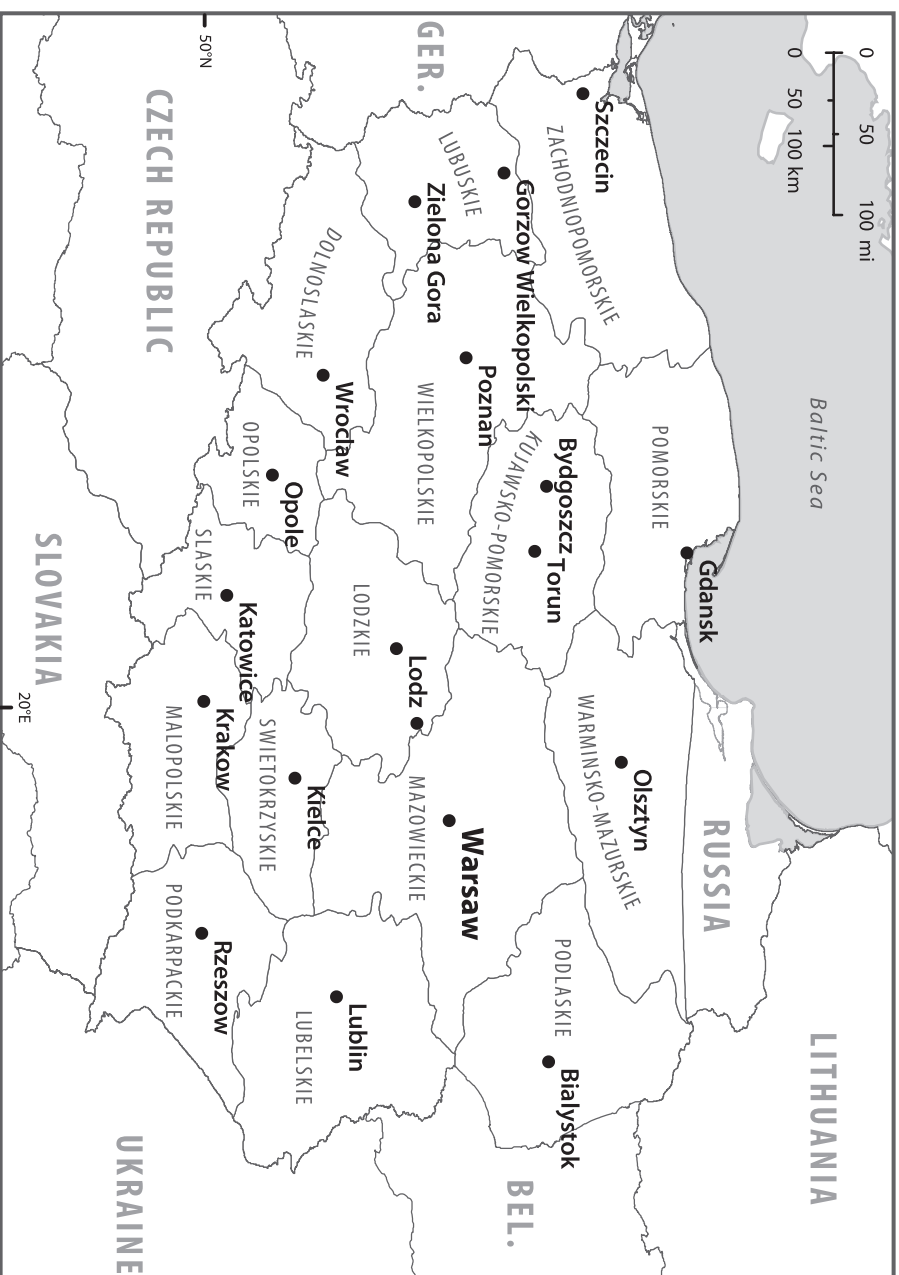 0 50 100 mi
0 50 100 km
Baltic Sea
LITHUANIA
RUSSIA
Gdansk
POMORSKIE
Szczecin
ZACHODNIOPOMORSKIE
Olsztyn
WARMINSKO-MAZURSKIE
Bydgoszcz
Torun
KUJAWSKO-POMORSKIE
PODLASKIE
Bialystok
BEL.
Gorzow Wielkopolski
GER.
LUBUSKIE
Zielona Gora
Poznan
WIELKOPOLSKIE
Warsaw
MAZOWIECKIE
Lodz
LODZKIE
DOLNOSLASKIE
Wroclaw
Lublin
LUBELSKIE
Kielce
SWIETOKRZYSKIE
Opole
OPOLSKIE
50°N
CZECH REPUBLIC
SLASKIE
Katowice
Krakow
MALOPOLSKIE
Rzeszow
PODKARPACKIE
UKRAINE
SLOVAKIA
20°E